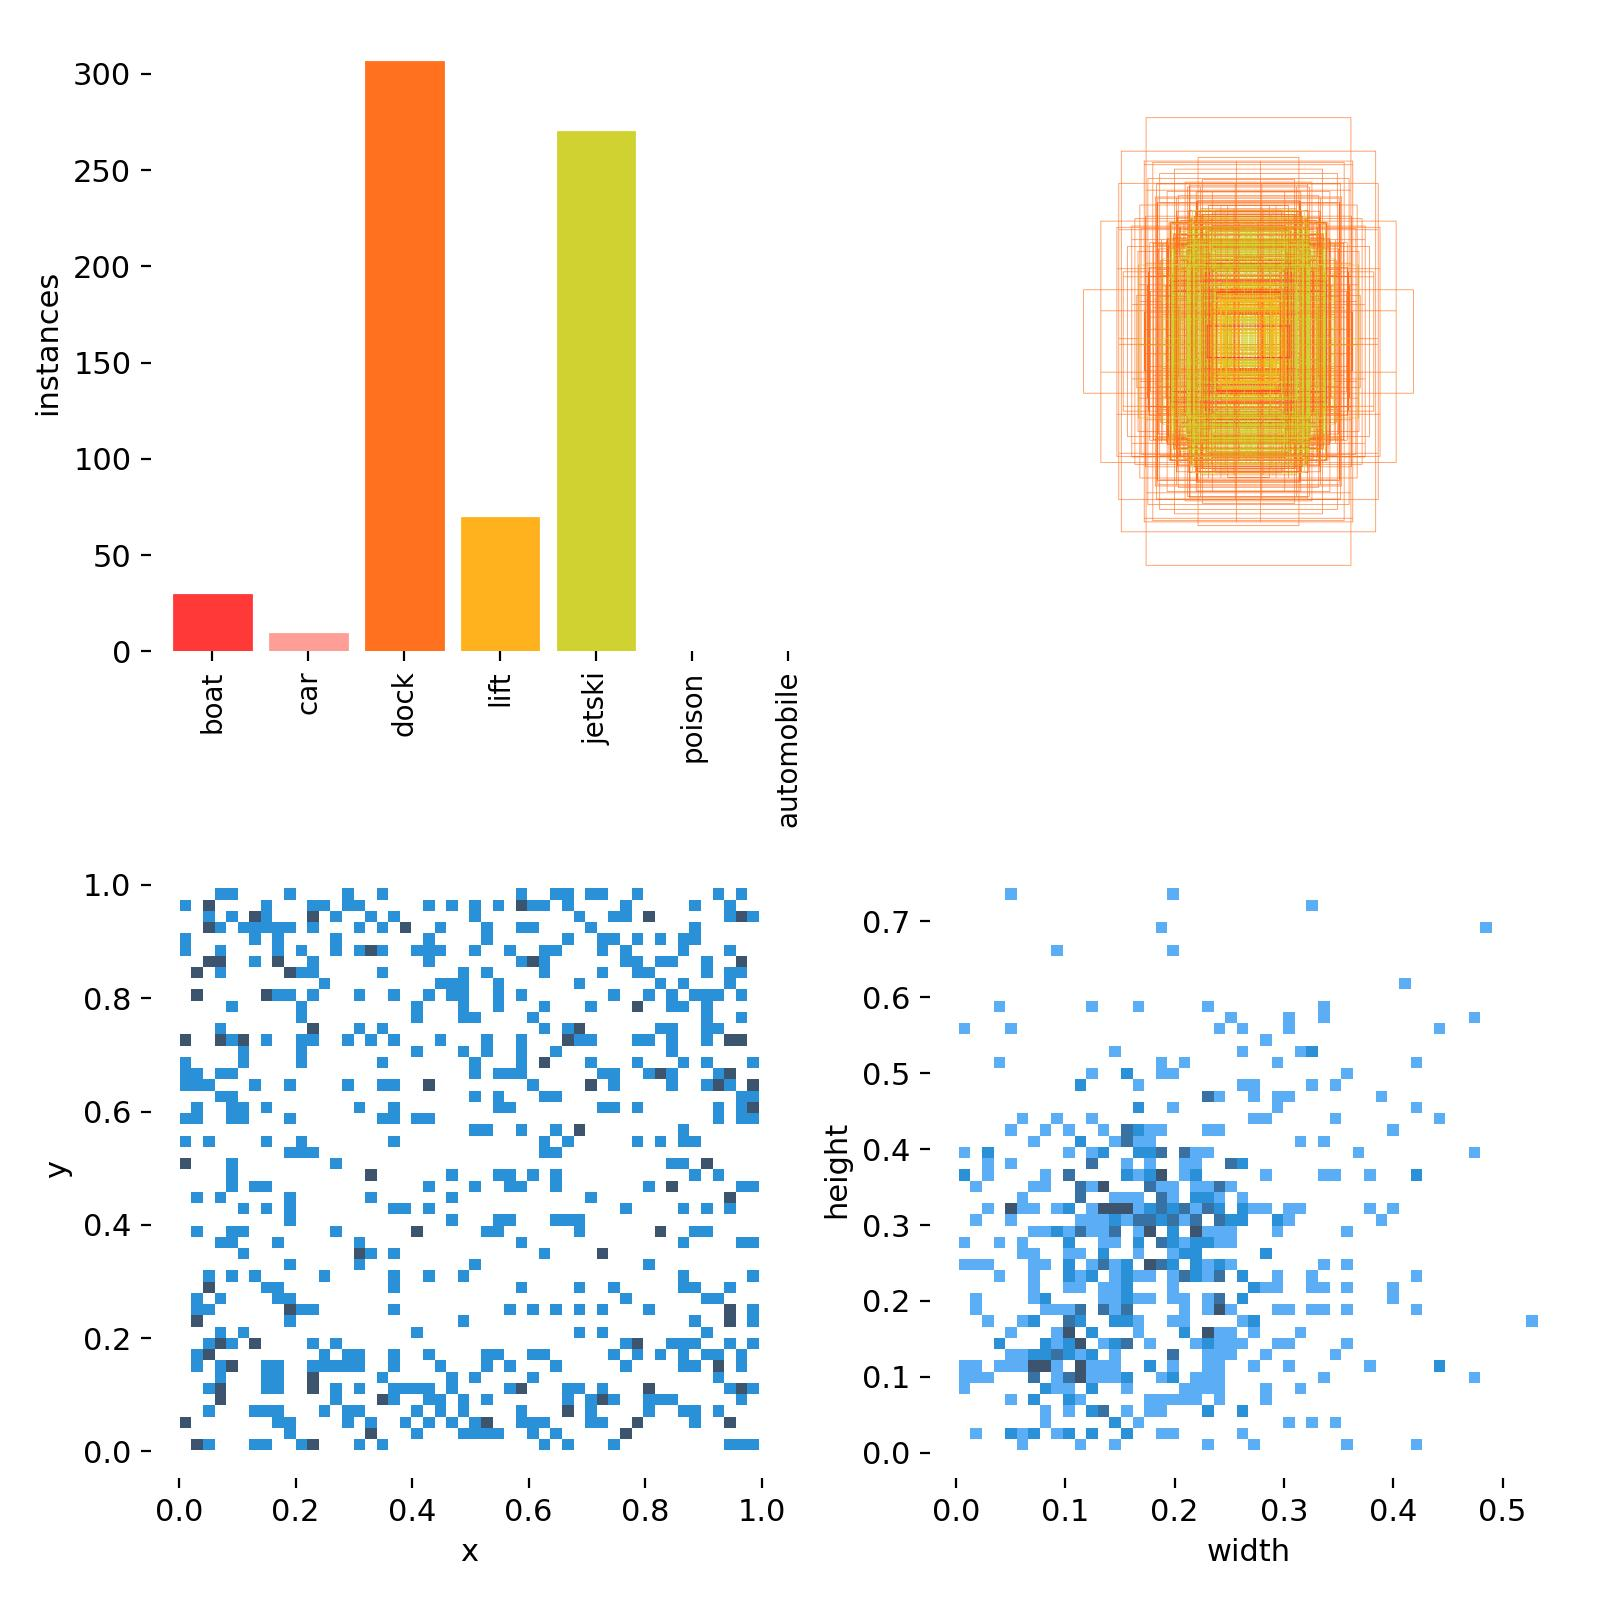 300
250
200
150
100
50
0
instances
boat
car
dock
lift
jetski
poison
automobile
1.0
0.8
0.6
0.4
0.2
0.0
y
0.0 0.2 0.4 0.6 0.8 1.0
x
0.7
0.6
0.5
0.4
0.3
0.2
0.1
0.0
height
0.0 0.1 0.2 0.3 0.4 0.5
width